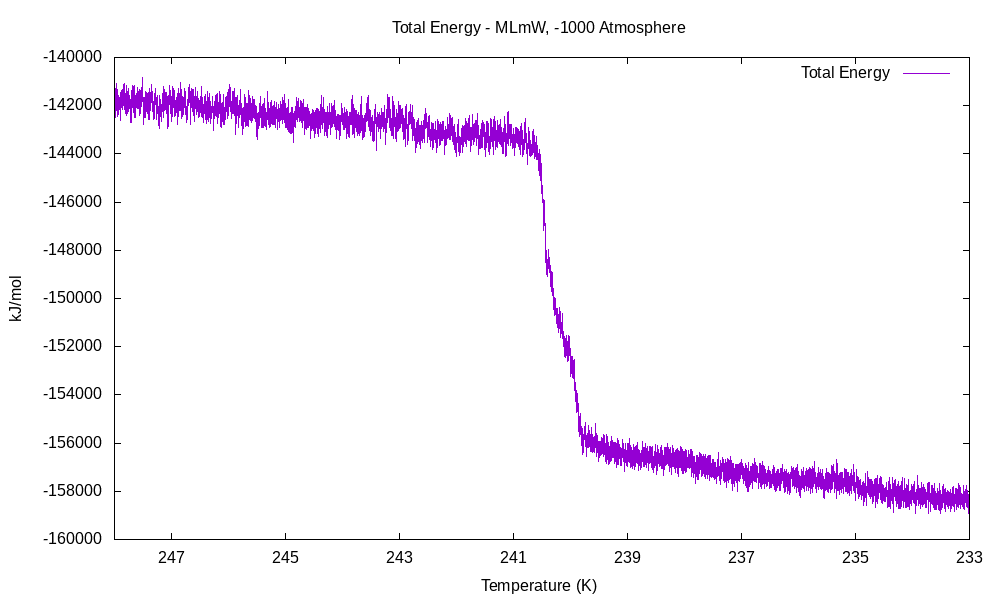 Total Energy - MLmW, -1000 Atmosphere
Total Energy
-140000
-142000
-144000
-146000
-148000
-150000
-152000
-154000
-156000
-158000
-160000
kJ/mol
247 245 243 241 239 237 235 233
Temperature (K)